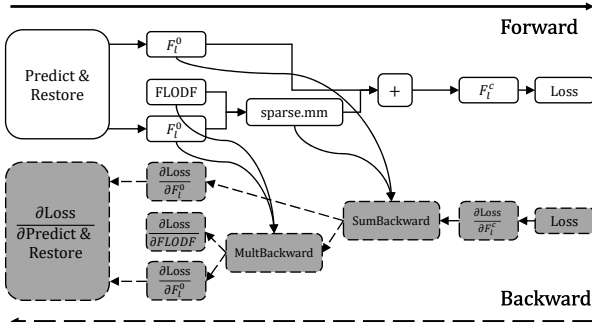 Forward
Predict &
Restore
F_l^0
FLODF
F_l^0
sparse.mm
+
F_l^c
Loss
∂Loss
∂Predict &
Restore
∂Loss
∂F_l^0
∂Loss
∂FLODF
∂Loss
∂F_l^0
MultBackward
SumBackward
∂Loss
∂F_l^c
Loss
Backward